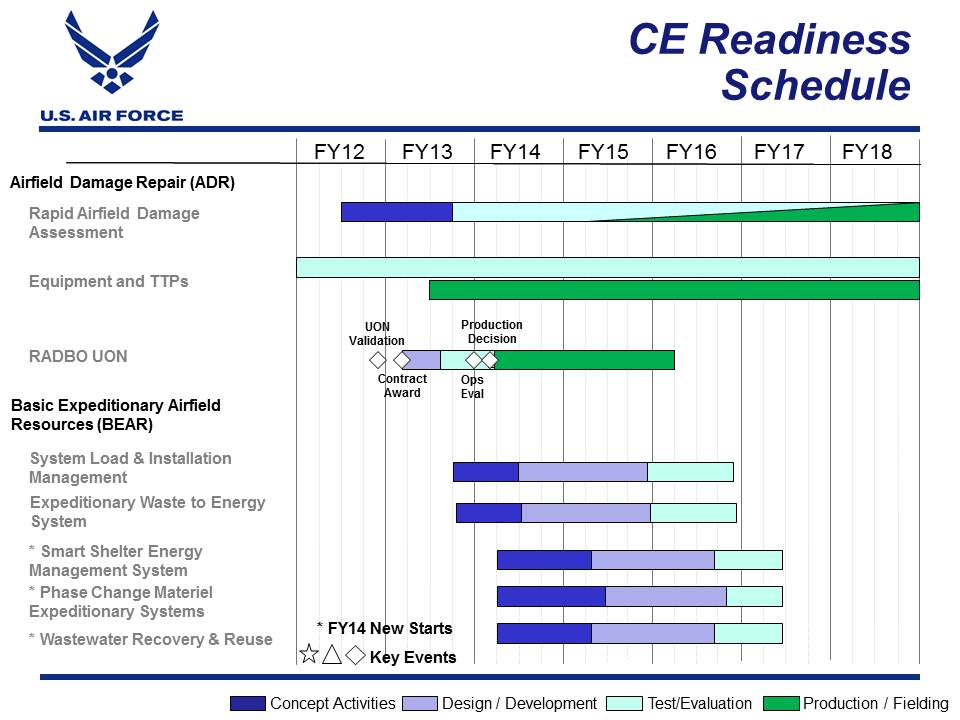 CE Readiness
Schedule
U.S. AIR FORCE
FY12 FY13 FY14 FY15 FY16 FY17 FY18
Airfield Damage Repair (ADR)
Rapid Airfield Damage
Assessment
Equipment and TTPs
UON
Validation
Production
Decision
RADBO UON
Contract
Award
Ops
Eval
Basic Expeditionary Airfield
Resources (BEAR)
System Load & Installation
Management
Expeditionary Waste to Energy
System
* Smart Shelter Energy
Management System
* Phase Change Materiel
Expeditionary Systems
* Wastewater Recovery & Reuse
* FY14 New Starts
Key Events
Concept Activities Design / Development Test/Evaluation Production / Fielding